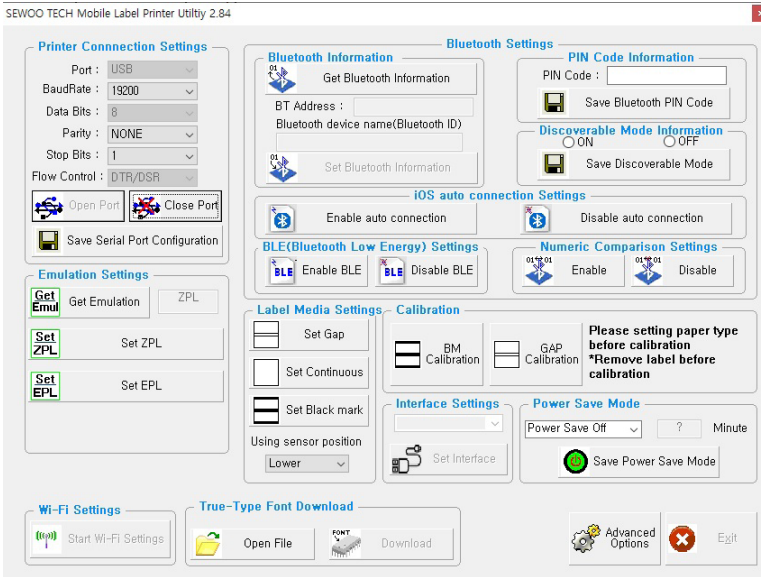 SEWOO TECH Mobile Label Printer Utiltiy 2.84
Printer Connnection Settings
Port : USB
BaudRate : 19200
Data Bits : 8
Parity : NONE
Stop Bits : 1
Flow Control : DTR/DSR
Open Port
Close Port
Save Serial Port Configuration
Emulation Settings
Get Emul
Get Emulation
ZPL
Set ZPL
Set ZPL
Set EPL
Set EPL
Bluetooth Settings
Bluetooth Information
01
Get Bluetooth Information
BT Address :
Bluetooth device name(Bluetooth ID)
01
Set Bluetooth Information
PIN Code Information
PIN Code :
Save Bluetooth PIN Code
Discoverable Mode Information
ON
OFF
Save Discoverable Mode
iOS auto connection Settings
Enable auto connection
Disable auto connection
BLE(Bluetooth Low Energy) Settings
BLE
Enable BLE
BLE
Disable BLE
Numeric Comparison Settings
01 01
Enable
01 01
Disable
Label Media Settings
Set Gap
Set Continuous
Set Black mark
Using sensor position
Lower
Calibration
BM
Calibration
GAP
Calibration
Please setting paper type
before calibration
*Remove label before
calibration
Interface Settings
Set Interface
Power Save Mode
Power Save Off
?
Minute
Save Power Save Mode
Wi-Fi Settings
Start Wi-Fi Settings
True-Type Font Download
Open File
FONT
Download
Advanced
Options
Exit